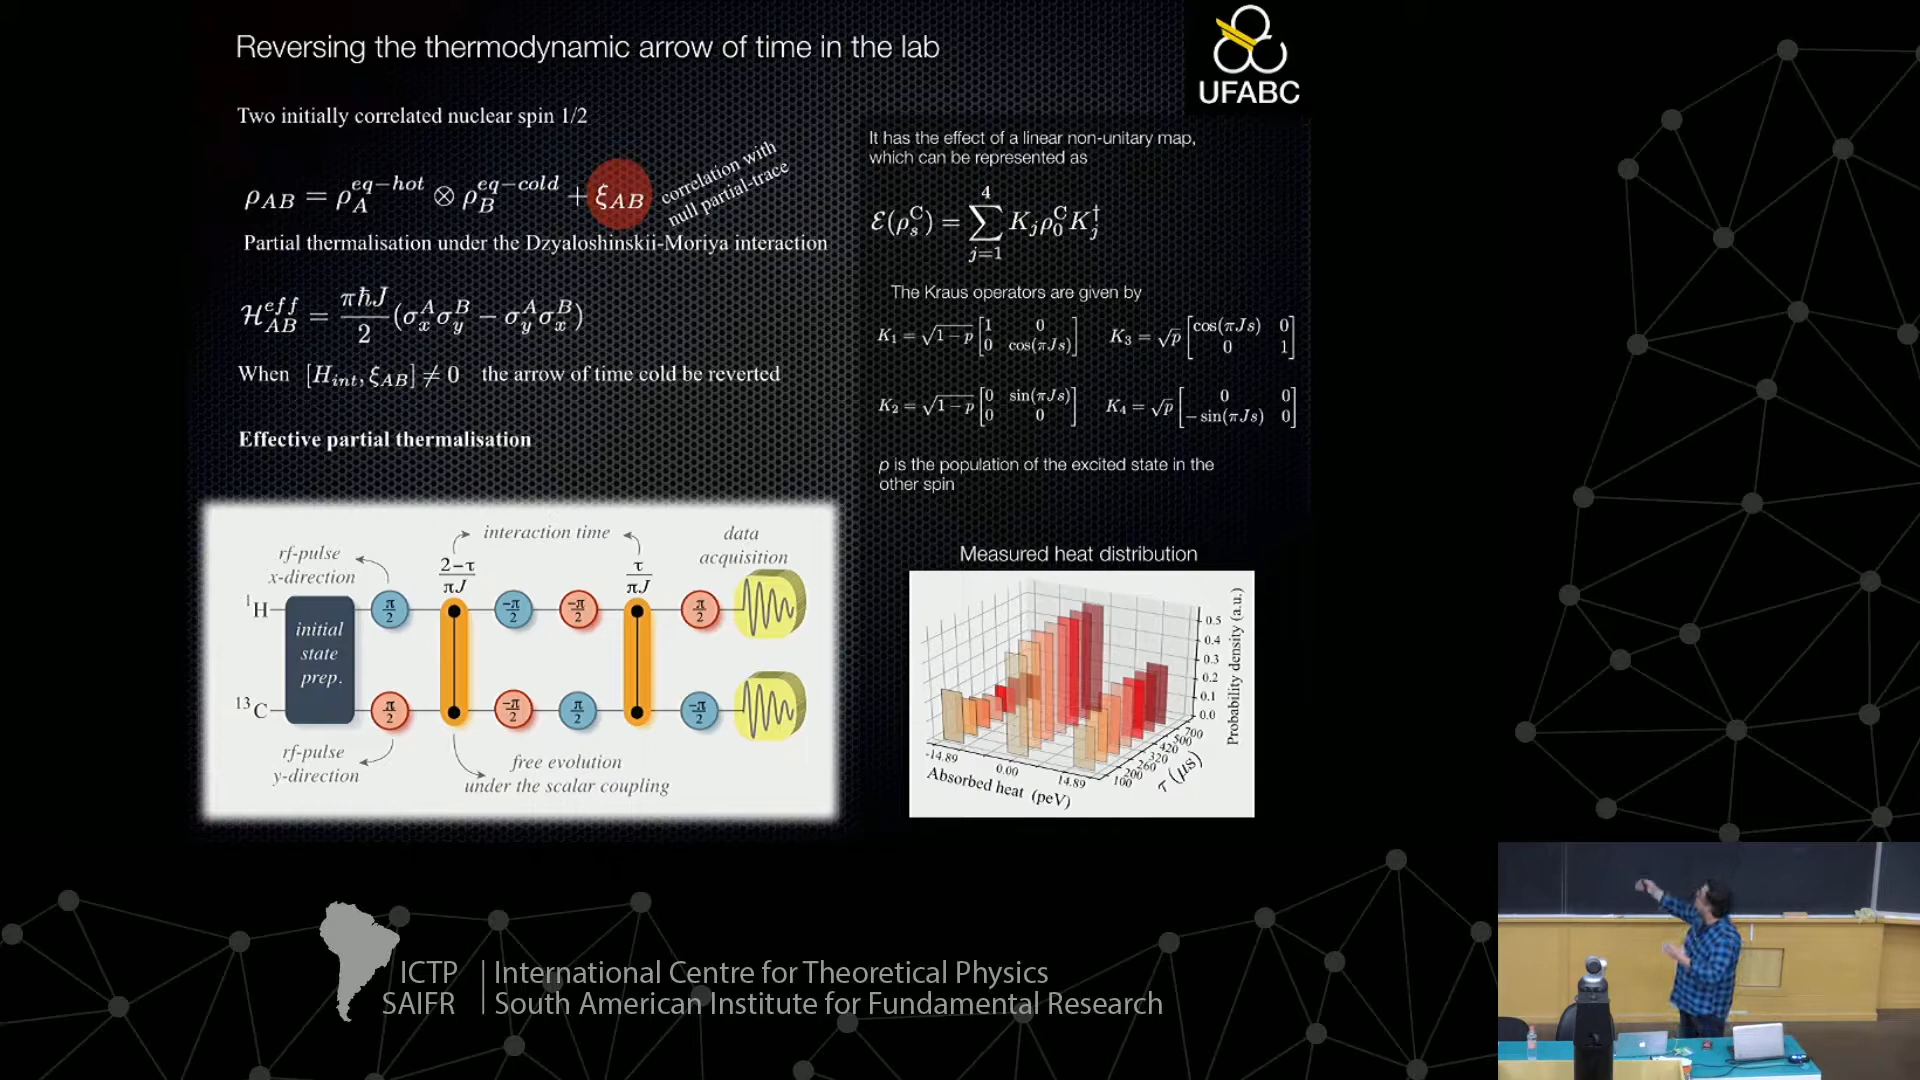 Reversing the thermodynamic arrow of time in the lab
UFABC
Two initially correlated nuclear spin 1/2
ρ_AB = ρ_A^{eq−hot} ⊗ ρ_B^{eq−cold} + ξ_AB
correlation with
null partial-trace
Partial thermalisation under the Dzyaloshinskii-Moriya interaction
ℋ_AB^{eff} = πℏJ/2 (σ_x^A σ_y^B − σ_y^A σ_x^B)
When [H_int, ξ_AB] ≠ 0 the arrow of time cold be reverted
Effective partial thermalisation
interaction time
data
acquisition
rf-pulse
x-direction
2−τ
πJ
τ
πJ
¹H
π/2
−π/2
−π/2
π/2
initial
state
prep.
¹³C
π/2
−π/2
π/2
−π/2
rf-pulse
y-direction
free evolution
under the scalar coupling
It has the effect of a linear non-unitary map,
which can be represented as
ℰ(ρ_s^C) = ∑_{j=1}^{4} K_j ρ_0^C K_j^†
The Kraus operators are given by
K₁ = √(1−p) [1 0; 0 cos(πJs)] K₃ = √p [cos(πJs) 0; 0 1]
K₂ = √(1−p) [0 sin(πJs); 0 0] K₄ = √p [0 0; −sin(πJs) 0]
p is the population of the excited state in the
other spin
Measured heat distribution
0.5
0.4
0.3
0.2
0.1
0.0
Probability density (a.u.)
700
500
420
320
260
200
100
τ (μs)
-14.89
0.00
14.89
Absorbed heat (peV)
ICTP
SAIFR
International Centre for Theoretical Physics
South American Institute for Fundamental Research